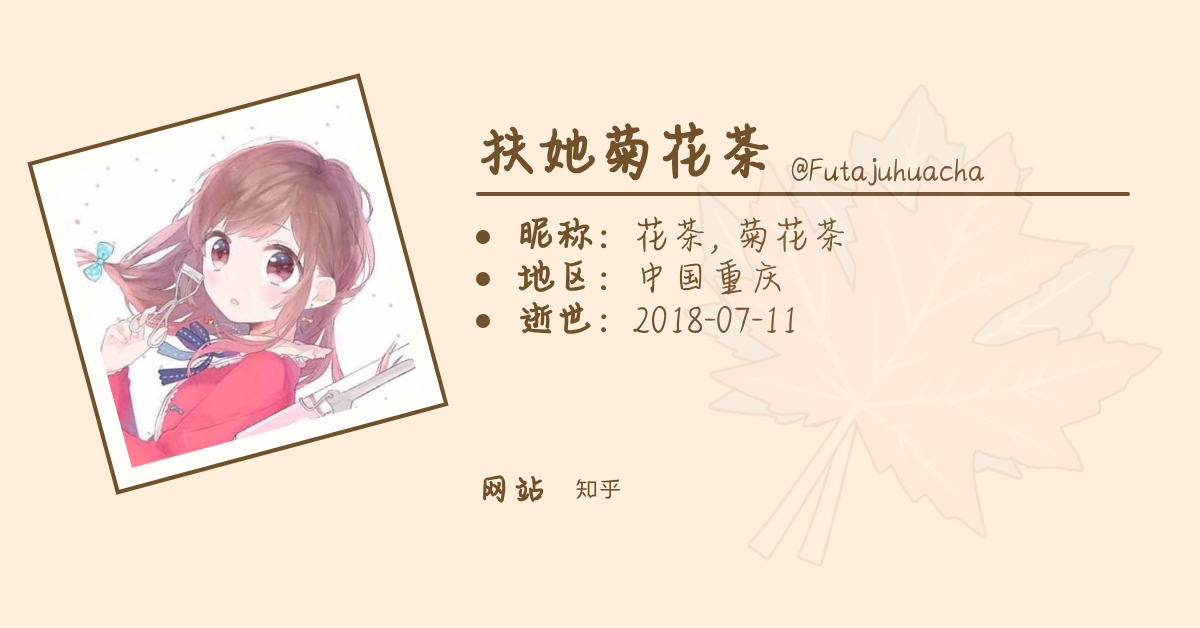 扶她菊花茶 @Futajuhuacha
• 昵称：花茶, 菊花茶
• 地区：中国重庆
• 逝世：2018-07-11
网站 知乎